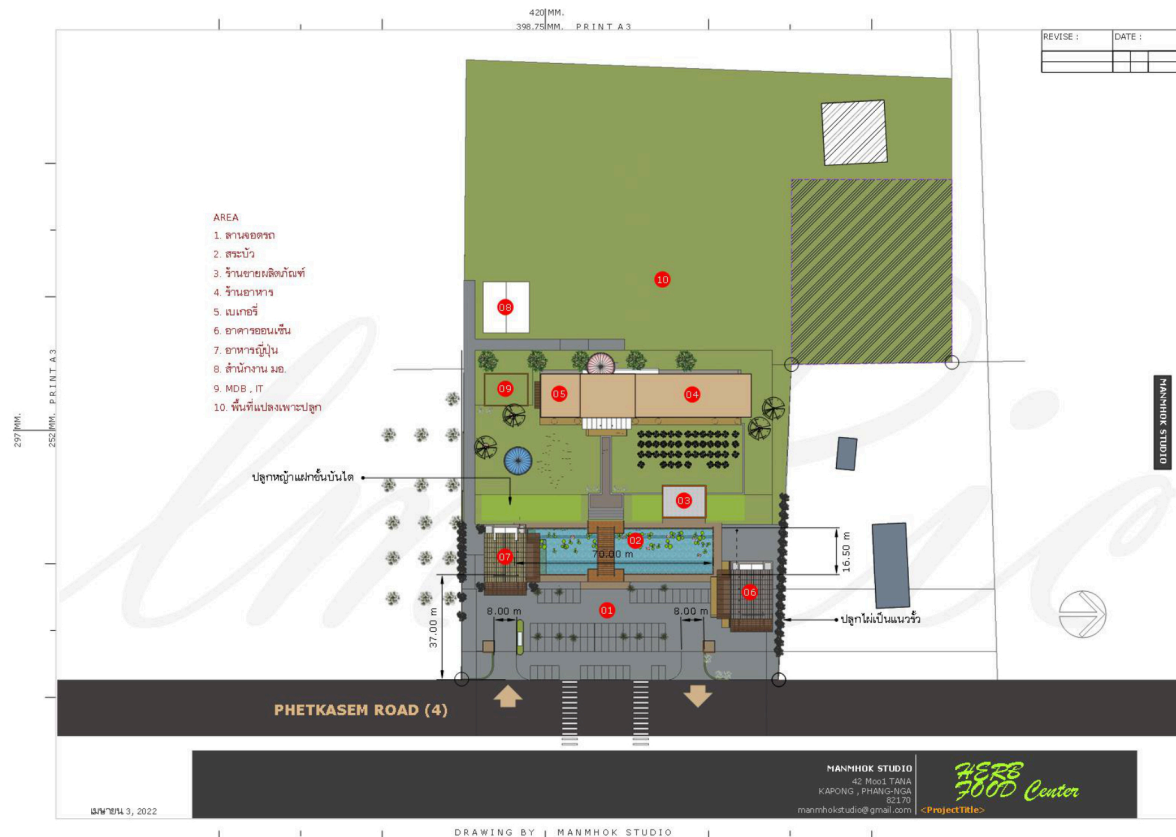 420 MM.
398.75 MM. PRINT A3
REVISE :
DATE :
AREA
1. ลานจอดรถ
2. สระบัว
3. ร้านขายผลิตภัณฑ์
4. ร้านอาหาร
5. เบเกอรี่
6. อาคารออนเซ็น
7. อาหารญี่ปุ่น
8. สำนักงาน มอ.
9. MDB , IT
10. พื้นที่แปลงเพาะปลูก
10
08
09
05
04
03
02
07
06
01
297 MM.
252 MM. PRINT A3
MANMHOK STUDIO
ปลูกหญ้าแฝกขั้นบันได
70.00 m
16.50 m
8.00 m
8.00 m
37.00 m
ปลูกไผ่เป็นแนวรั้ว
PHETKASEM ROAD (4)
MANMHOK STUDIO
42 Moo1 TANA
KAPONG , PHANG-NGA
82170
manmhokstudio@gmail.com
HERB
FOOD Center
<ProjectTitle>
เมษายน 3, 2022
DRAWING BY MANMHOK STUDIO